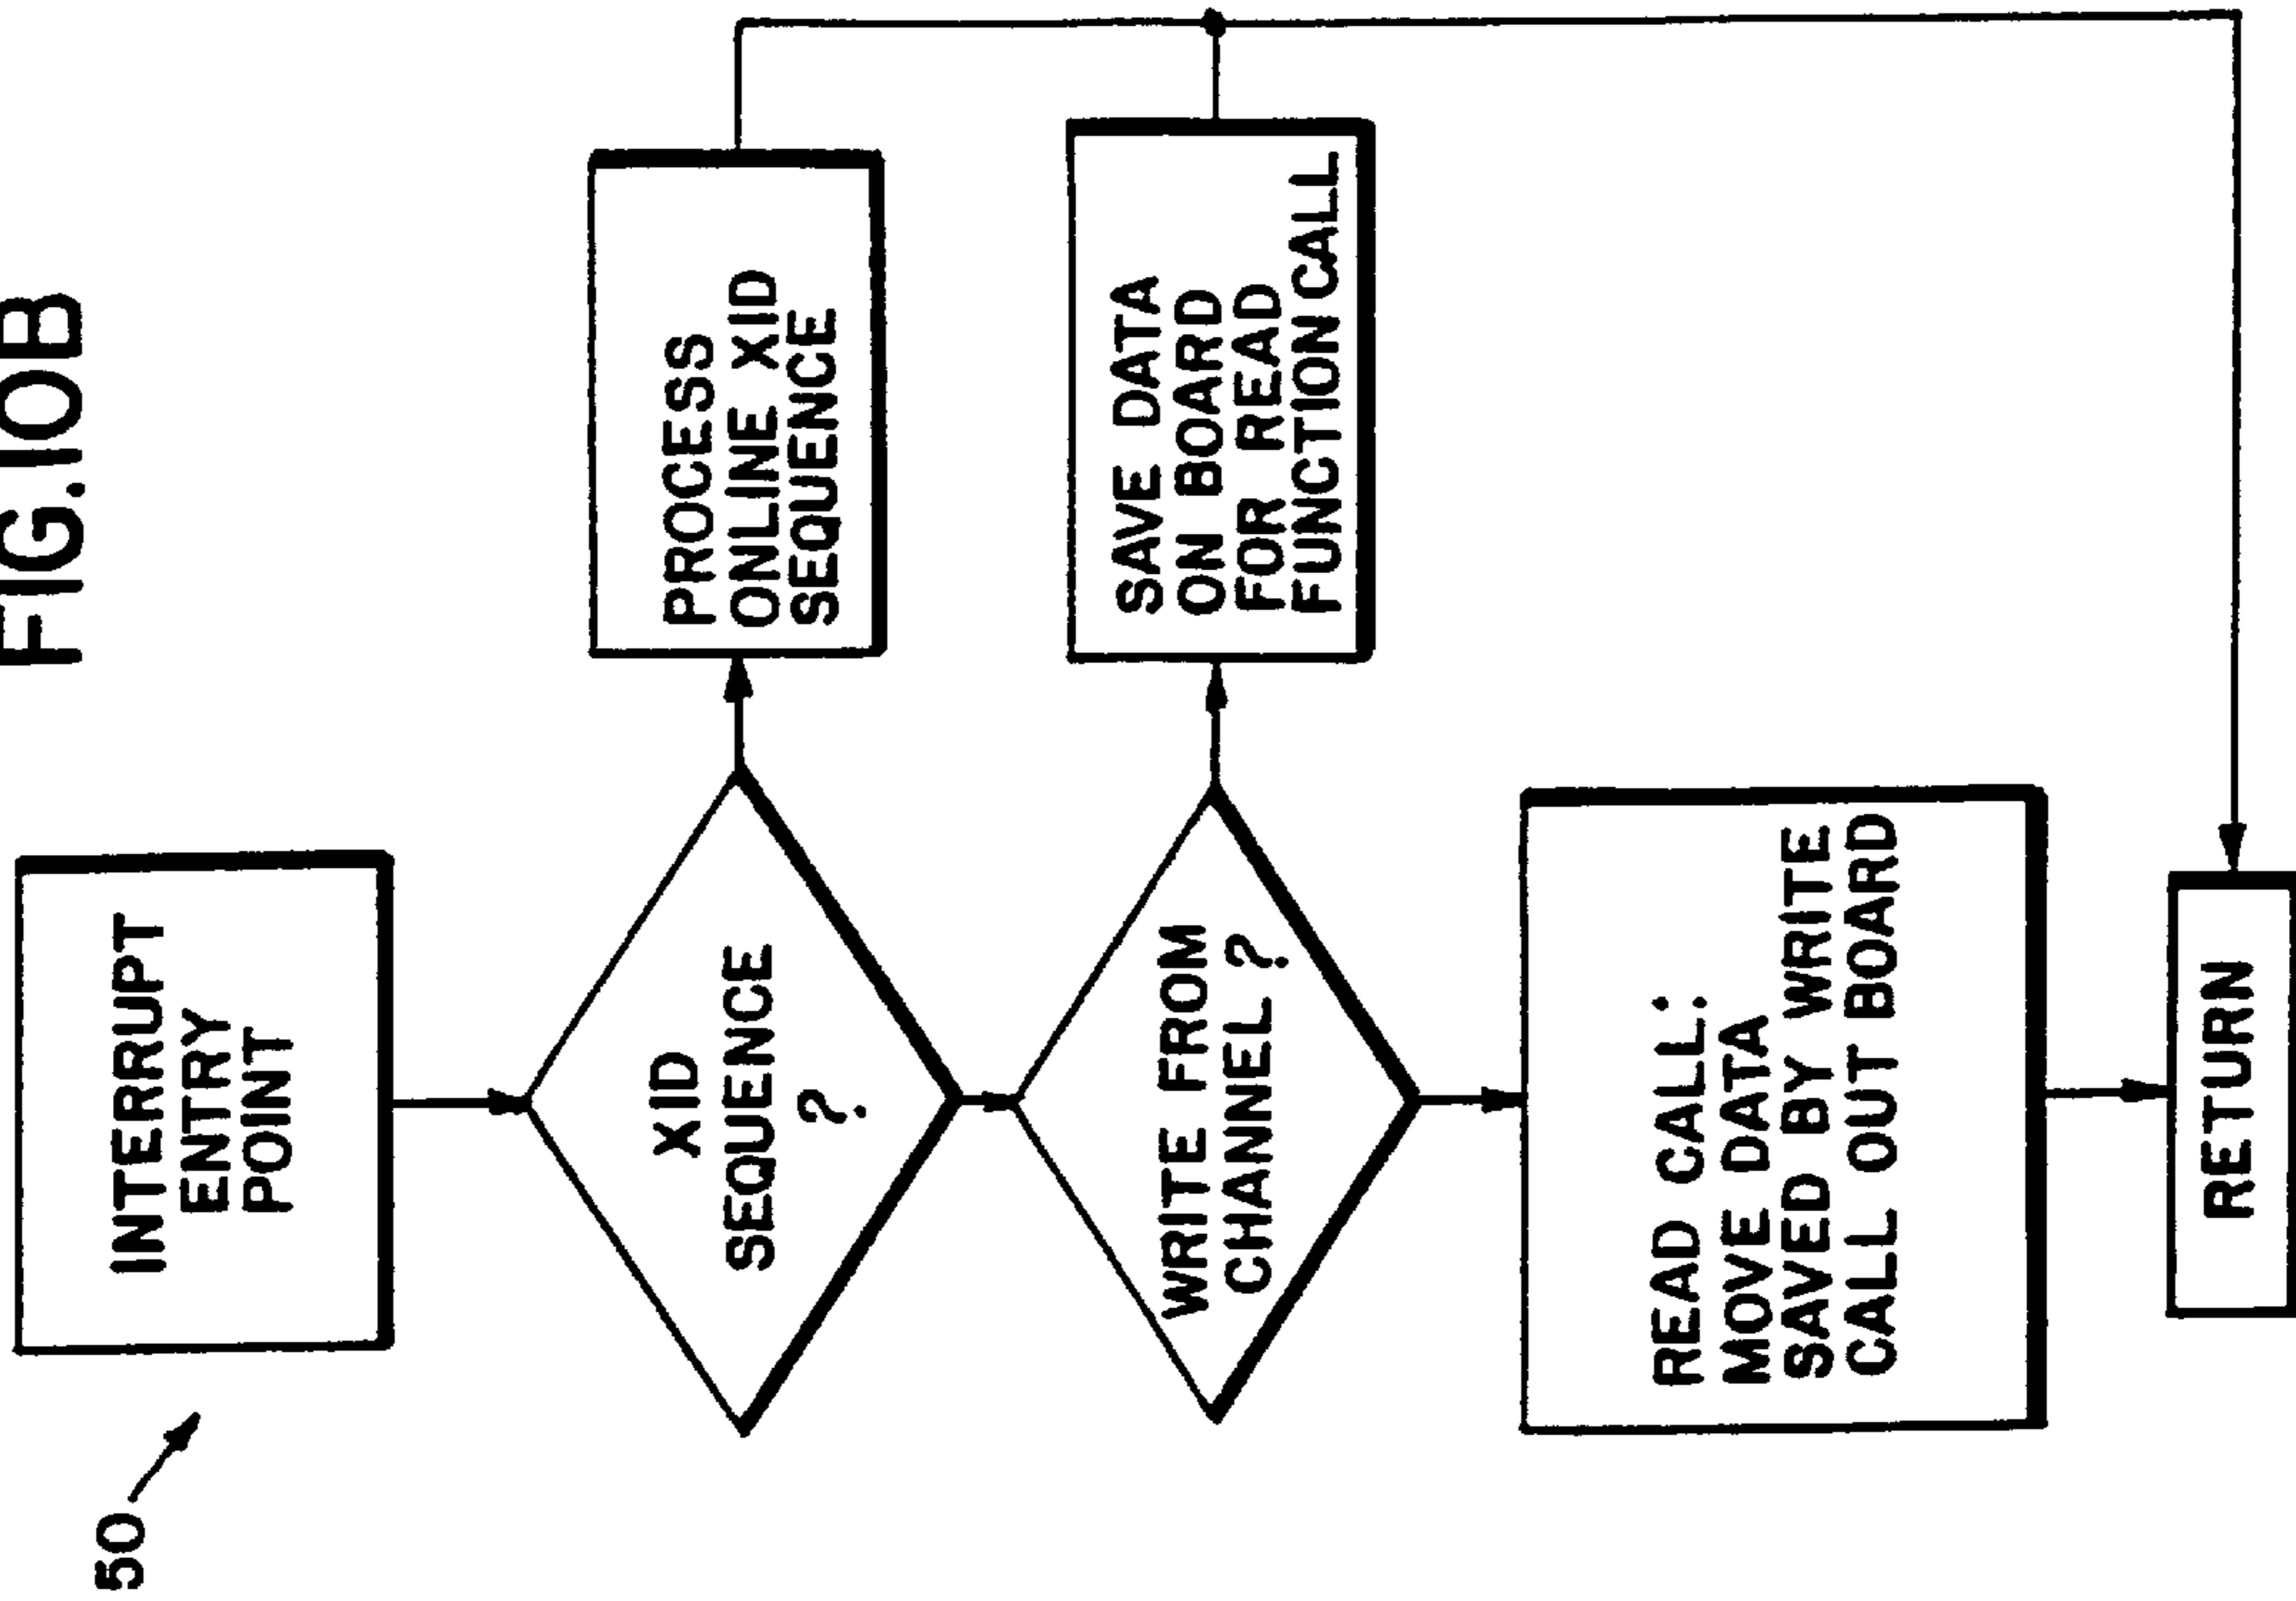 FIG.10B
50
INTERRUPT
ENTRY
POINT
XID
SEQUENCE
?
PROCESS
ONLINE XID
SEQUENCE
WRITE FROM
CHANNEL?
SAVE DATA
ON BOARD
FOR READ
FUNCTION CALL
READ CALL:
MOVE DATA
SAVED BY WRITE
CALL OUT BOARD
RETURN